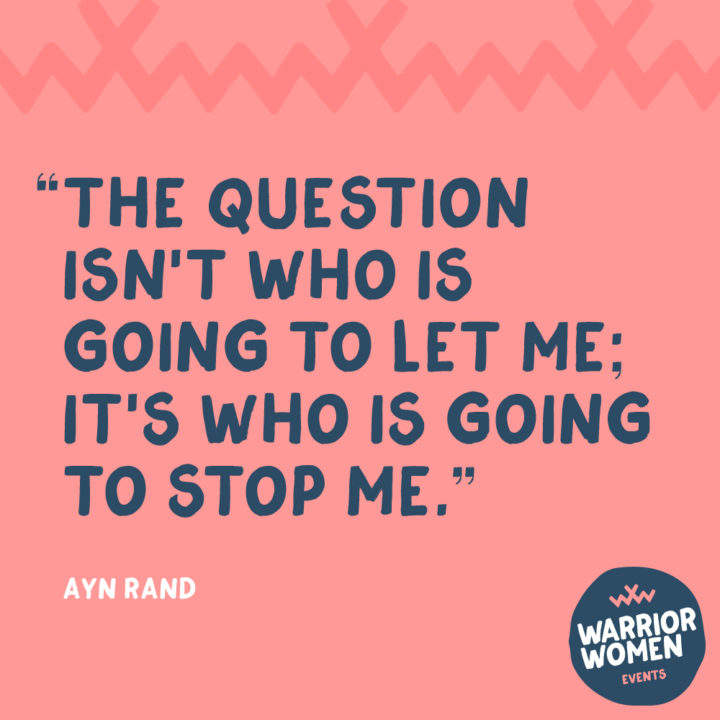 “THE QUESTION
ISN'T WHO IS
GOING TO LET ME;
IT'S WHO IS GOING
TO STOP ME.”
AYN RAND
WARRIOR
WOMEN
EVENTS